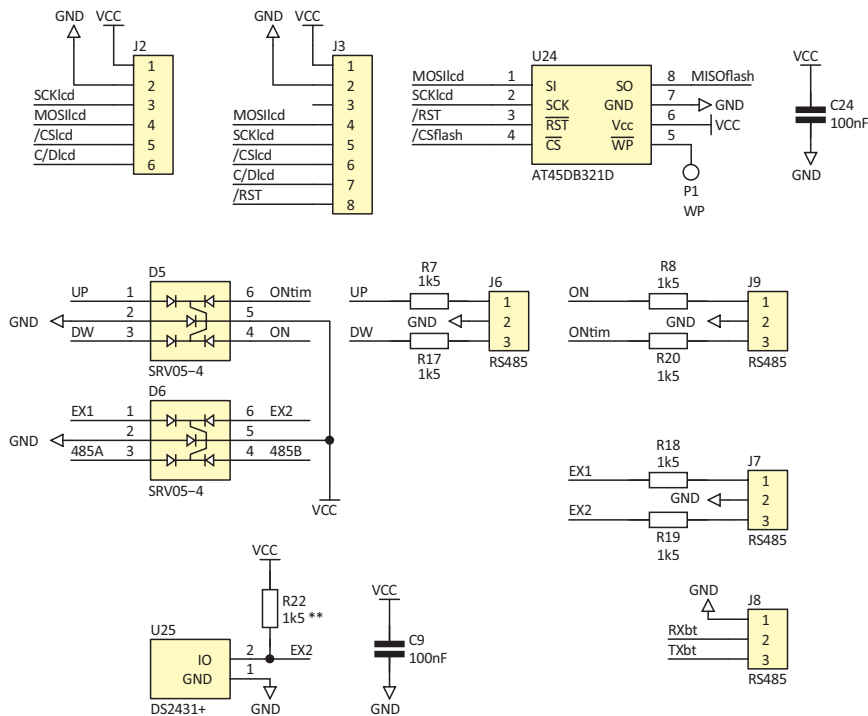 GND
VCC
J2
1
2
SCKlcd
3
MOSIlcd
4
/CSlcd
5
C/Dlcd
6
GND
VCC
J3
1
2
3
MOSIlcd
4
SCKlcd
5
/CSlcd
6
C/Dlcd
7
/RST
8
U24
MOSIlcd 1 SI SO 8 MISOflash
SCKlcd 2 SCK GND 7 GND
/RST 3 RST Vcc 6 VCC
/CSflash 4 CS WP 5
AT45DB321D
P1
WP
VCC
C24
100nF
GND
D5
UP 1 6 ONtim
GND 2 5
DW 3 4 ON
SRV05-4
D6
EX1 1 6 EX2
GND 2 5
485A 3 4 485B
SRV05-4
VCC
R7
1k5
J6
UP 1
GND 2
DW 3
R17
1k5
RS485
R8
1k5
J9
ON 1
GND 2
ONtim 3
R20
1k5
RS485
R18
1k5
J7
EX1 1
GND 2
EX2 3
R19
1k5
RS485
VCC
R22
1k5 **
U25
IO 2 EX2
GND 1
DS2431+
GND
VCC
C9
100nF
GND
GND
J8
1
RXbt 2
TXbt 3
RS485